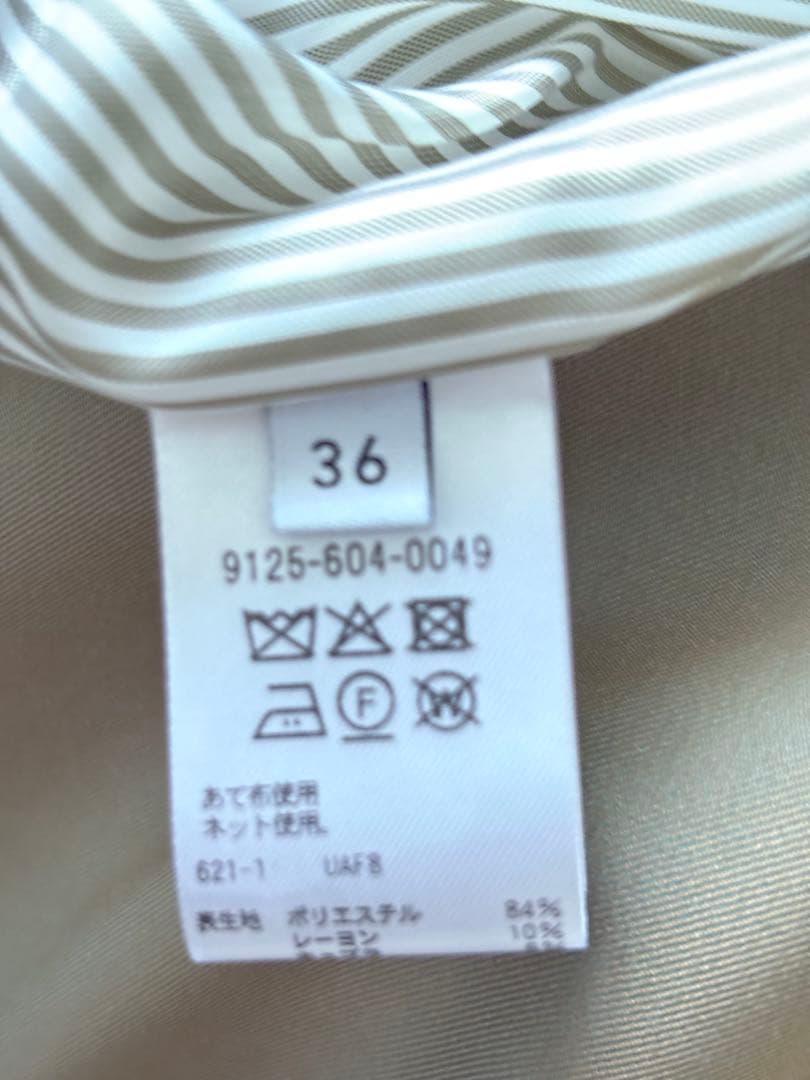 36
9125-604-0049
F
W
あて布使用
ネット使用。
621-1 UAF8
表生地 ポリエステル 84%
レーヨン 10%